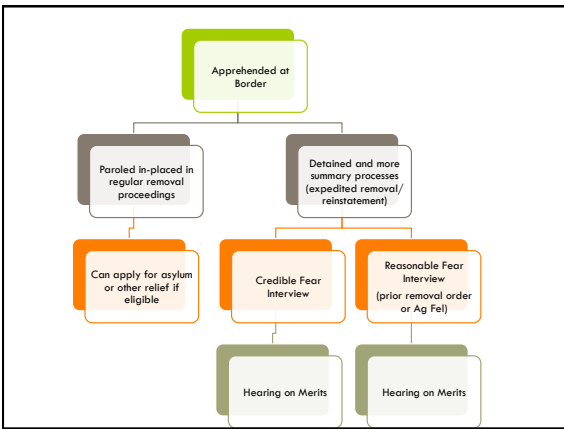 Apprehended at
Border
Paroled in-placed in
regular removal
proceedings
Detained and more
summary processes
(expedited removal/
reinstatement)
Can apply for asylum
or other relief if
eligible
Credible Fear
Interview
Reasonable Fear
Interview
(prior removal order
or Ag Fel)
Hearing on Merits
Hearing on Merits